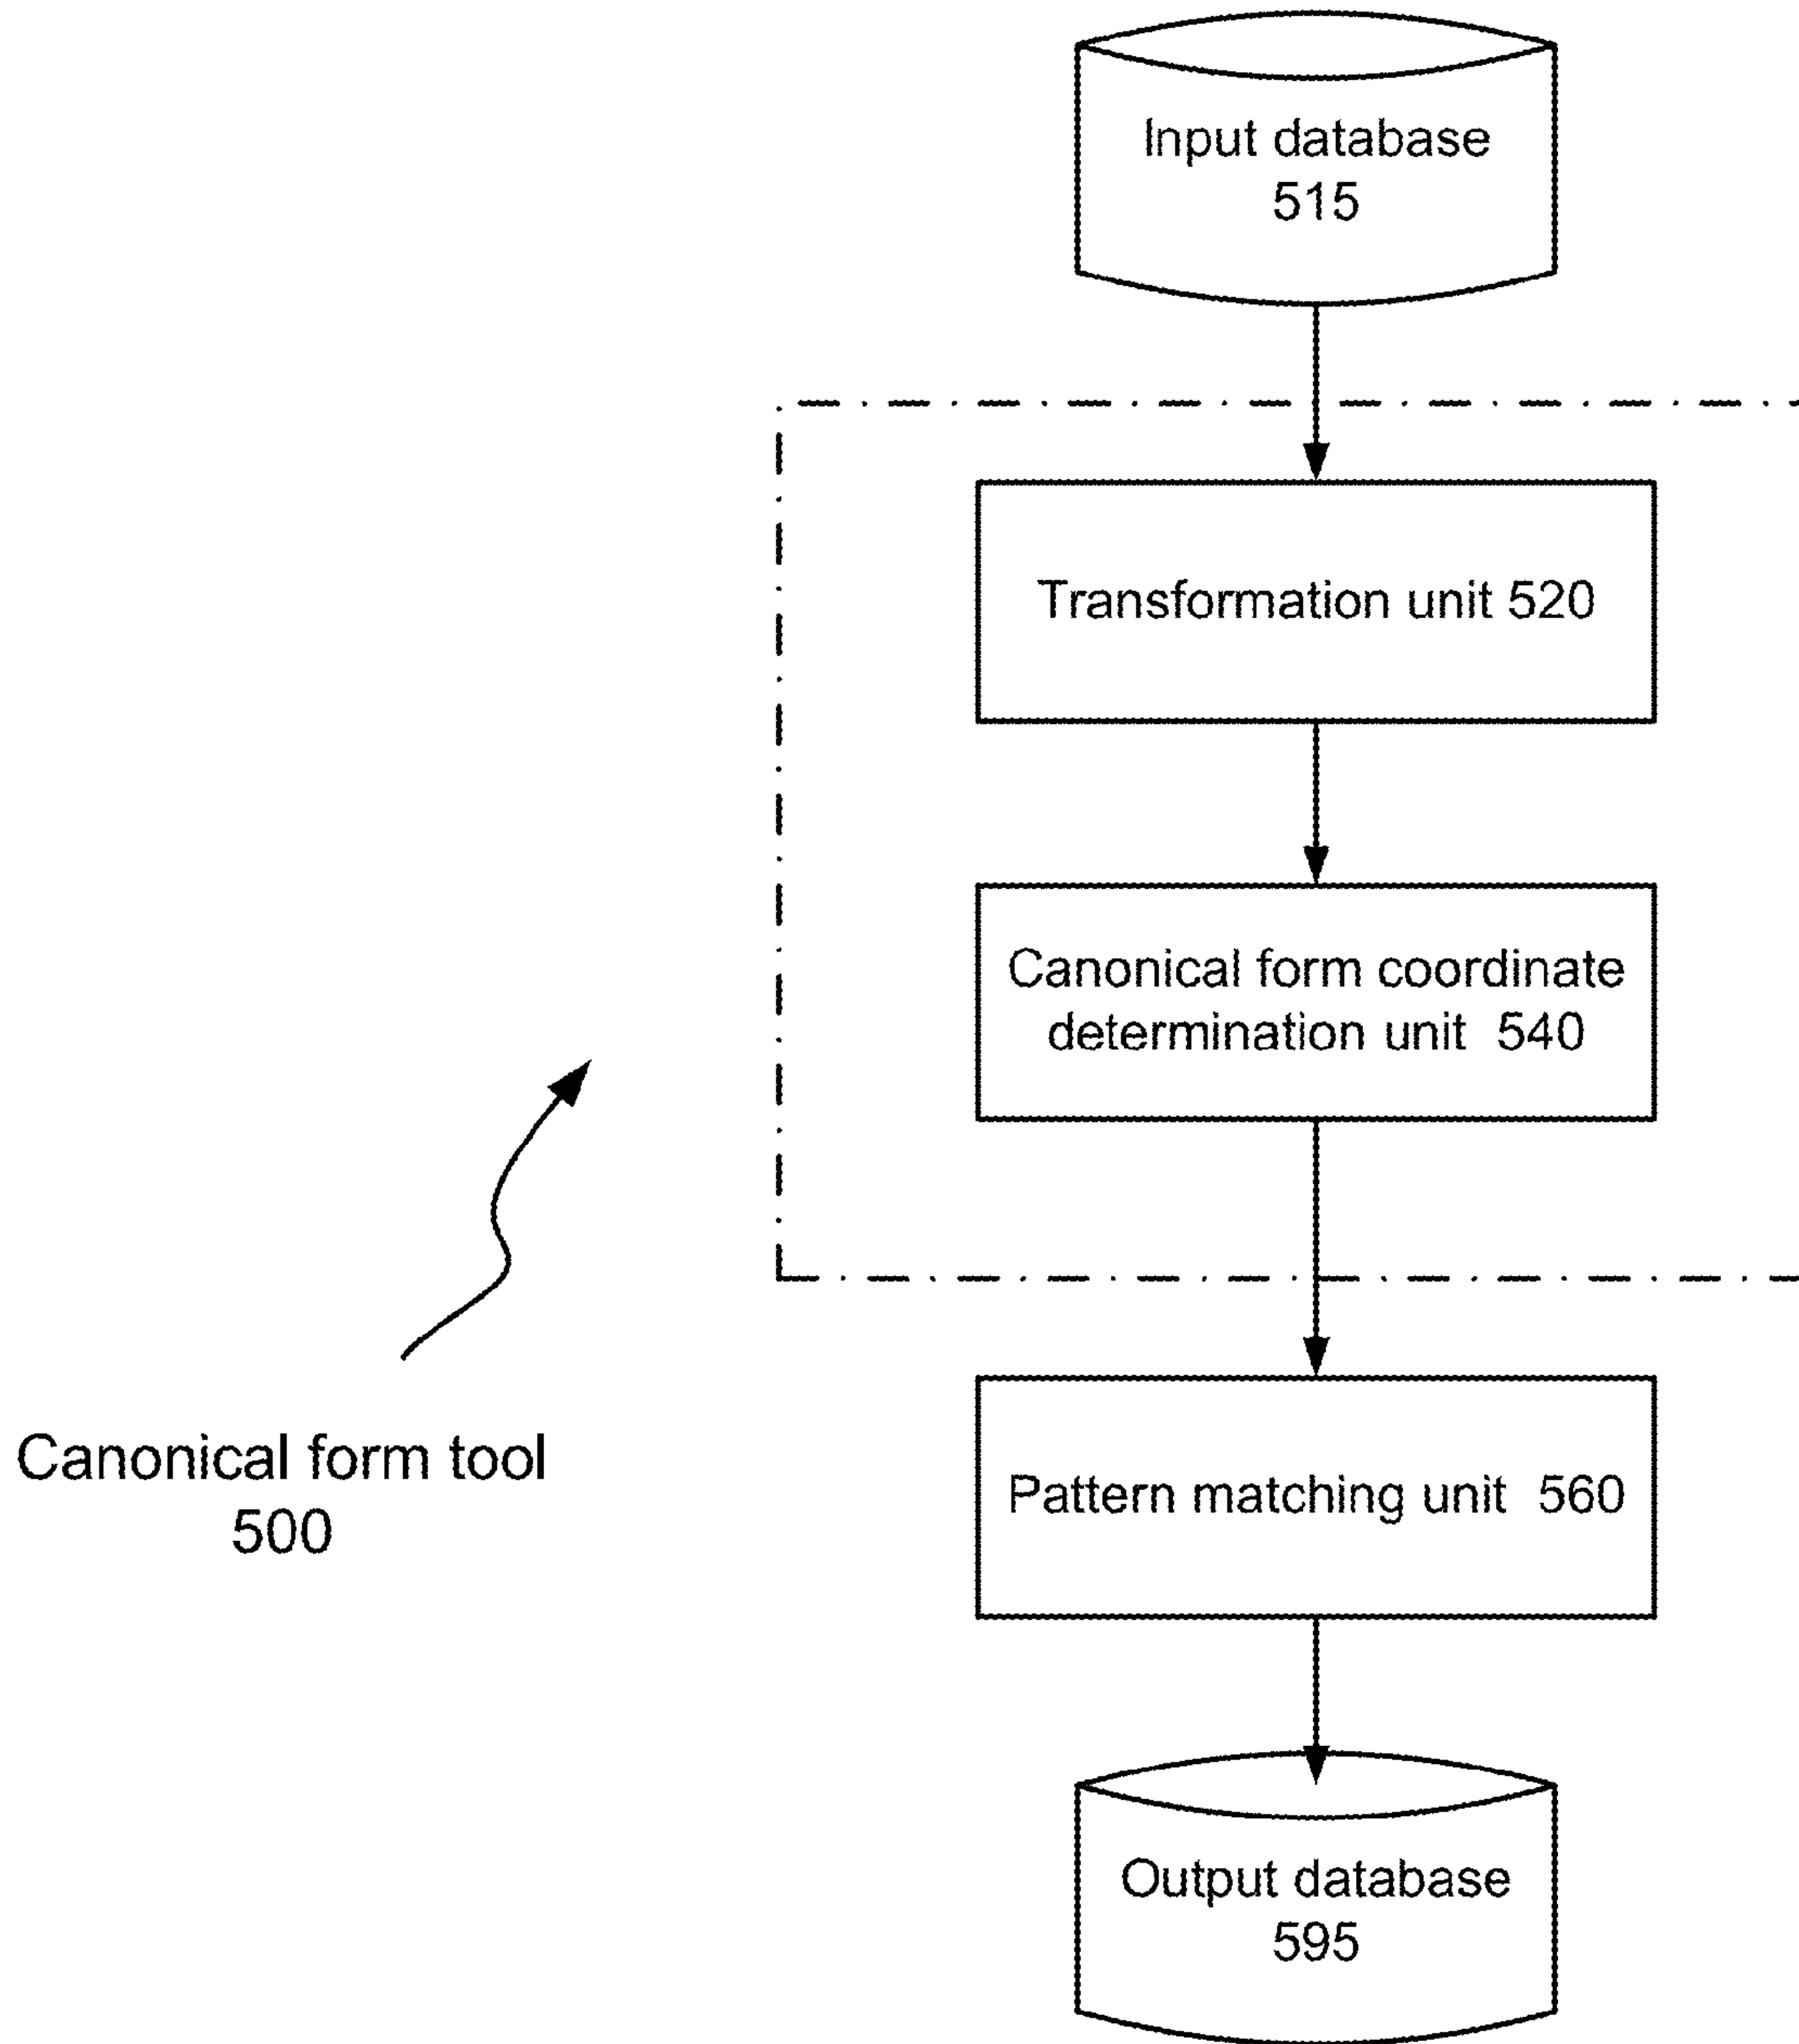 Input database
515
Transformation unit 520
Canonical form coordinate
determination unit 540
Canonical form tool
500
Pattern matching unit 560
Output database
595